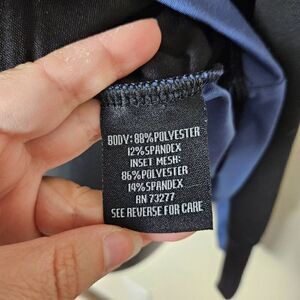 BODY: 88%POLYESTER
12%SPANDEX
INSET MESH:
86%POLYESTER
14%SPANDEX
RN 73277
SEE REVERSE FOR CARE